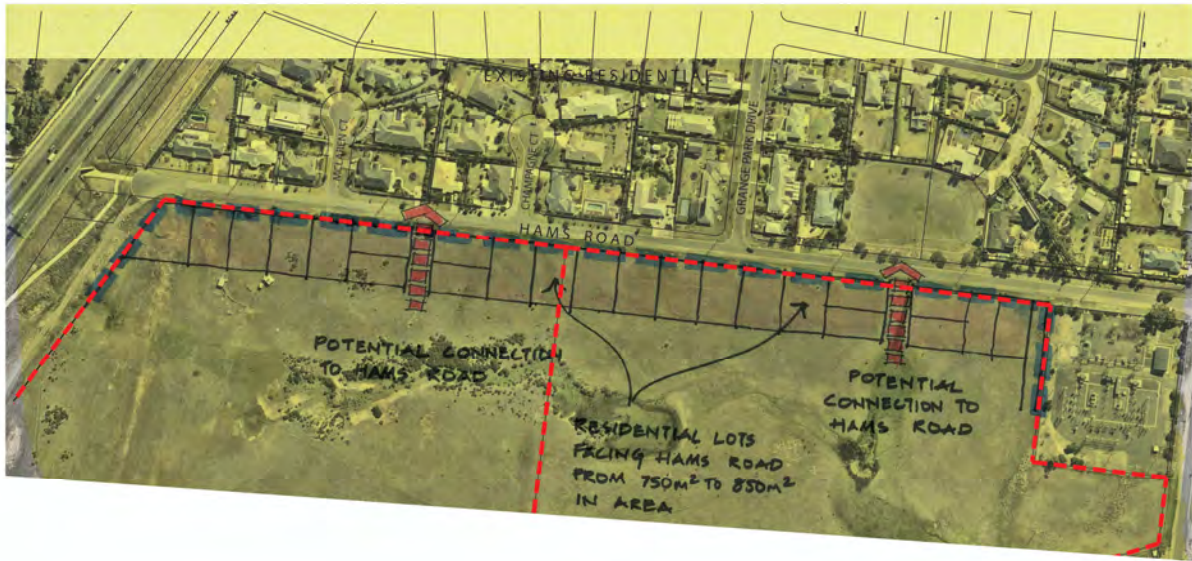 EXISTING RESIDENTIAL
CHAMPAGNE CT
GRANGE PARK DRIVE
HAMS ROAD
POTENTIAL CONNECTION
TO HAMS ROAD
POTENTIAL
CONNECTION TO
HAMS ROAD
RESIDENTIAL LOTS
FACING HAMS ROAD
FROM 750m² TO 850m²
IN AREA